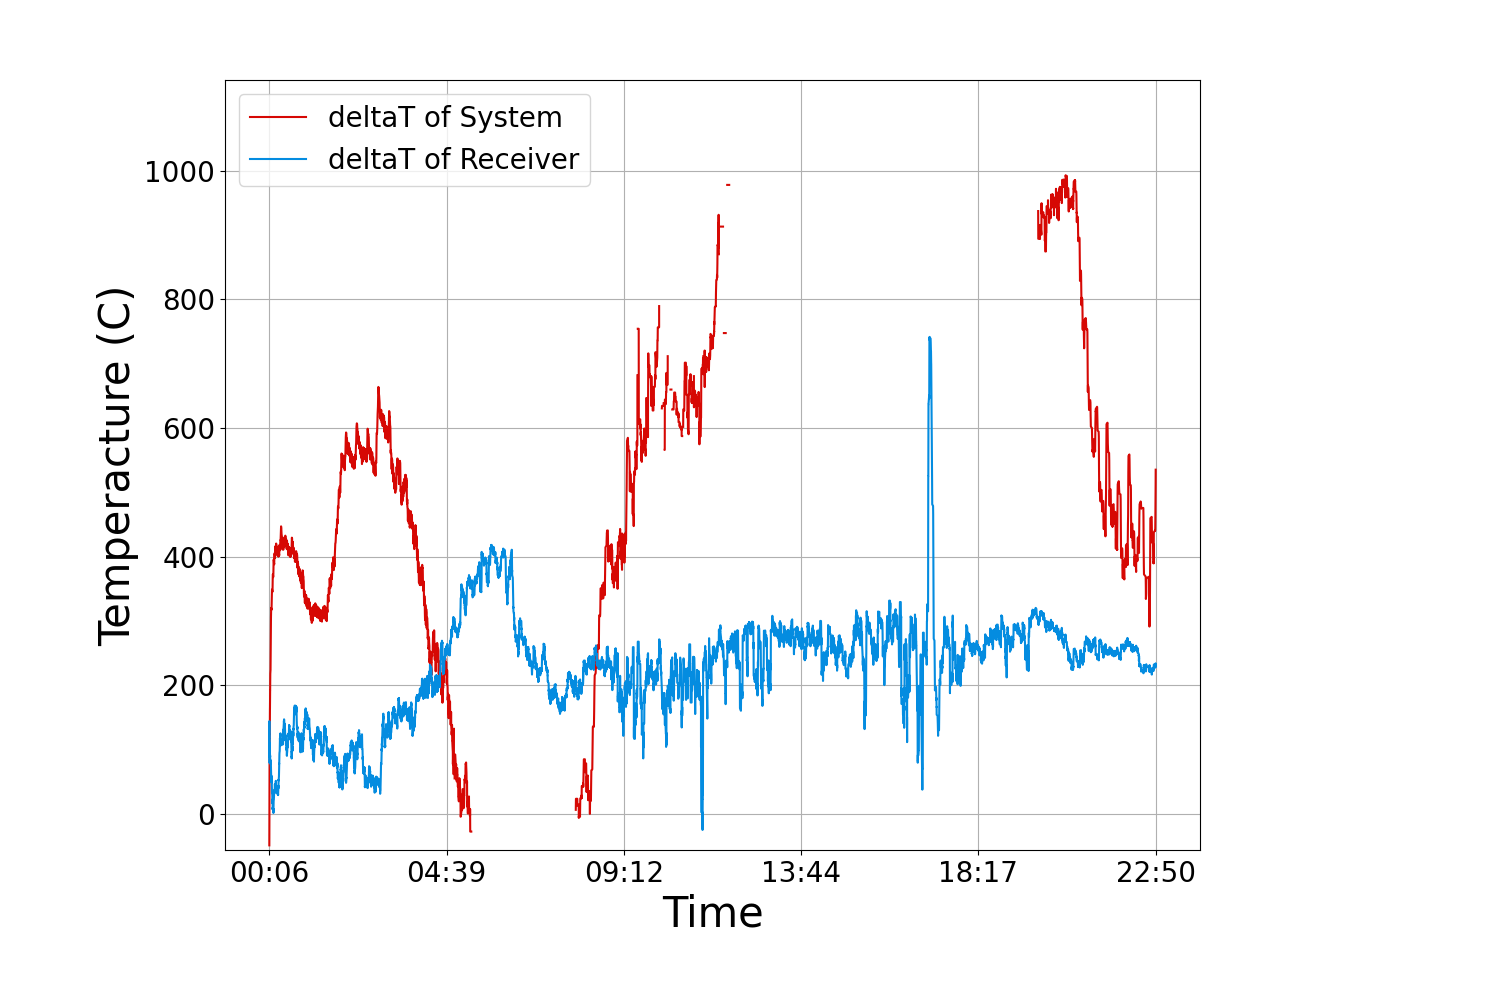 deltaT of System
deltaT of Receiver
1000
800
600
400
200
0
Temperacture (C)
00:06 04:39 09:12 13:44 18:17 22:50
Time